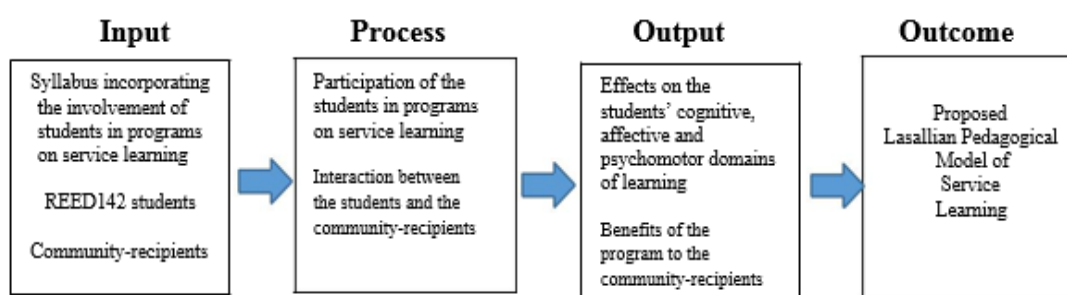 Input
Process
Output
Outcome
Syllabus incorporating
the involvement of
students in programs
on service learning
REED142 students
Community-recipients
Participation of the
students in programs
on service learning
Interaction between
the students and the
community-recipients
Effects on the
students’ cognitive,
affective and
psychomotor domains
of learning
Benefits of the
program to the
community-recipients
Proposed
Lasallian Pedagogical
Model of
Service
Learning